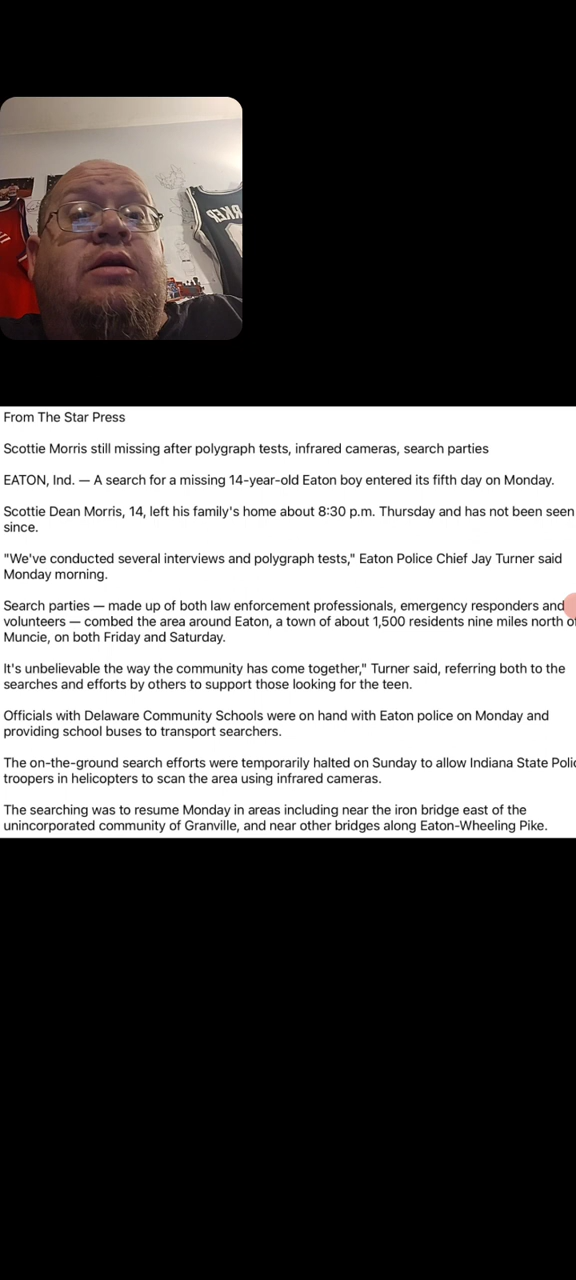 From The Star Press
Scottie Morris still missing after polygraph tests, infrared cameras, search parties
EATON, Ind. — A search for a missing 14-year-old Eaton boy entered its fifth day on Monday.
Scottie Dean Morris, 14, left his family's home about 8:30 p.m. Thursday and has not been seen
since.
"We've conducted several interviews and polygraph tests," Eaton Police Chief Jay Turner said
Monday morning.
Search parties — made up of both law enforcement professionals, emergency responders and
volunteers — combed the area around Eaton, a town of about 1,500 residents nine miles north of
Muncie, on both Friday and Saturday.
It's unbelievable the way the community has come together," Turner said, referring both to the
searches and efforts by others to support those looking for the teen.
Officials with Delaware Community Schools were on hand with Eaton police on Monday and
providing school buses to transport searchers.
The on-the-ground search efforts were temporarily halted on Sunday to allow Indiana State Polic
troopers in helicopters to scan the area using infrared cameras.
The searching was to resume Monday in areas including near the iron bridge east of the
unincorporated community of Granville, and near other bridges along Eaton-Wheeling Pike.